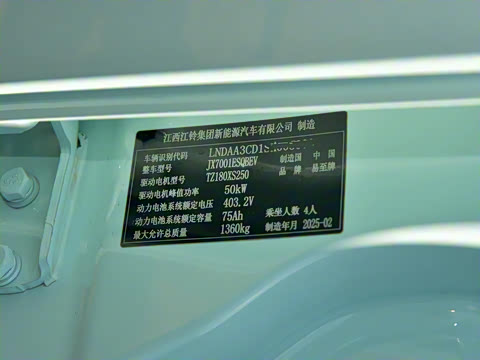 江西江铃集团新能源汽车有限公司 制造
车辆识别代码 LNDAA3CD1
整车型号 JX7001ESQBEV 制造国 中 国
驱动电机型号 TZ180XS250 品 牌 易至牌
驱动电机峰值功率 50kW
动力电池系统额定电压 403.2V
动力电池系统额定容量 75Ah 乘坐人数 4人
最大允许总质量 1360kg 制造年月 2025-02